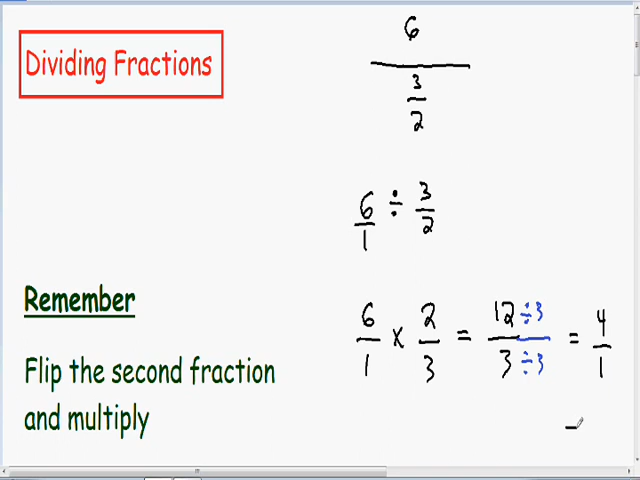 Dividing Fractions
6
3
2
6/1 ÷ 3/2
Remember
6/1 x 2/3 = 12÷3/3÷3 = 4/1
Flip the second fraction
and multiply
=